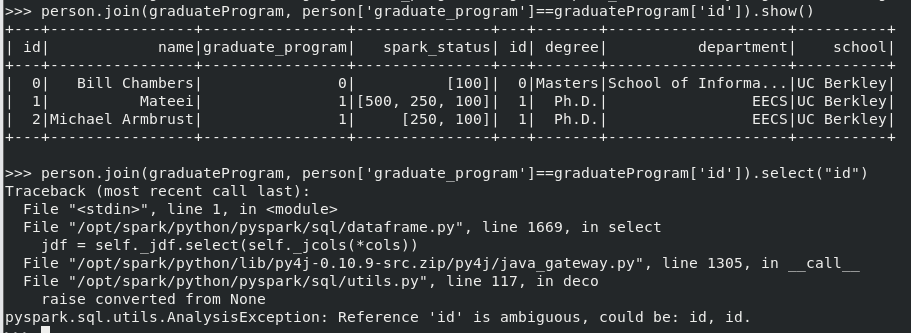 >>> person.join(graduateProgram, person['graduate_program']==graduateProgram['id']).show()
+---+----------------+----------------+---------------+---+-------+--------------------+----------+
| id|            name|graduate_program|   spark_status| id| degree|          department|    school|
+---+----------------+----------------+---------------+---+-------+--------------------+----------+
|  0|   Bill Chambers|               0|          [100]|  0|Masters|School of Informa...|UC Berkley|
|  1|          Mateei|               1|[500, 250, 100]|  1|  Ph.D.|                EECS|UC Berkley|
|  2|Michael Armbrust|               1|     [250, 100]|  1|  Ph.D.|                EECS|UC Berkley|
+---+----------------+----------------+---------------+---+-------+--------------------+----------+
>>> person.join(graduateProgram, person['graduate_program']==graduateProgram['id']).select("id")
Traceback (most recent call last):
  File "<stdin>", line 1, in <module>
  File "/opt/spark/python/pyspark/sql/dataframe.py", line 1669, in select
    jdf = self._jdf.select(self._jcols(*cols))
  File "/opt/spark/python/lib/py4j-0.10.9-src.zip/py4j/java_gateway.py", line 1305, in __call__
  File "/opt/spark/python/pyspark/sql/utils.py", line 117, in deco
    raise converted from None
pyspark.sql.utils.AnalysisException: Reference 'id' is ambiguous, could be: id, id.
>>>